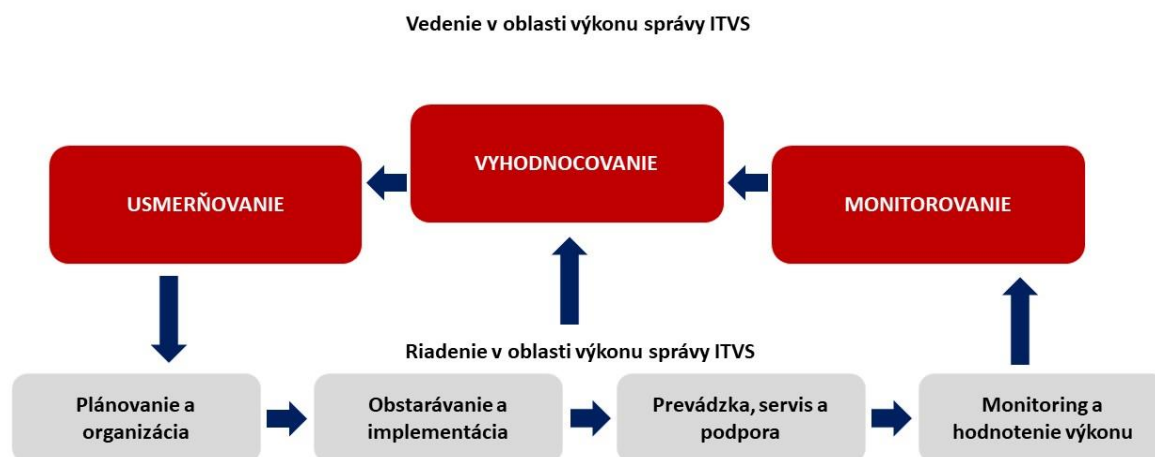 Vedenie v oblasti výkonu správy ITVS
VYHODNOCOVANIE
USMERŇOVANIE
MONITOROVANIE
Riadenie v oblasti výkonu správy ITVS
Plánovanie a
organizácia
Obstarávanie a
implementácia
Prevádzka, servis a
podpora
Monitoring a
hodnotenie výkonu